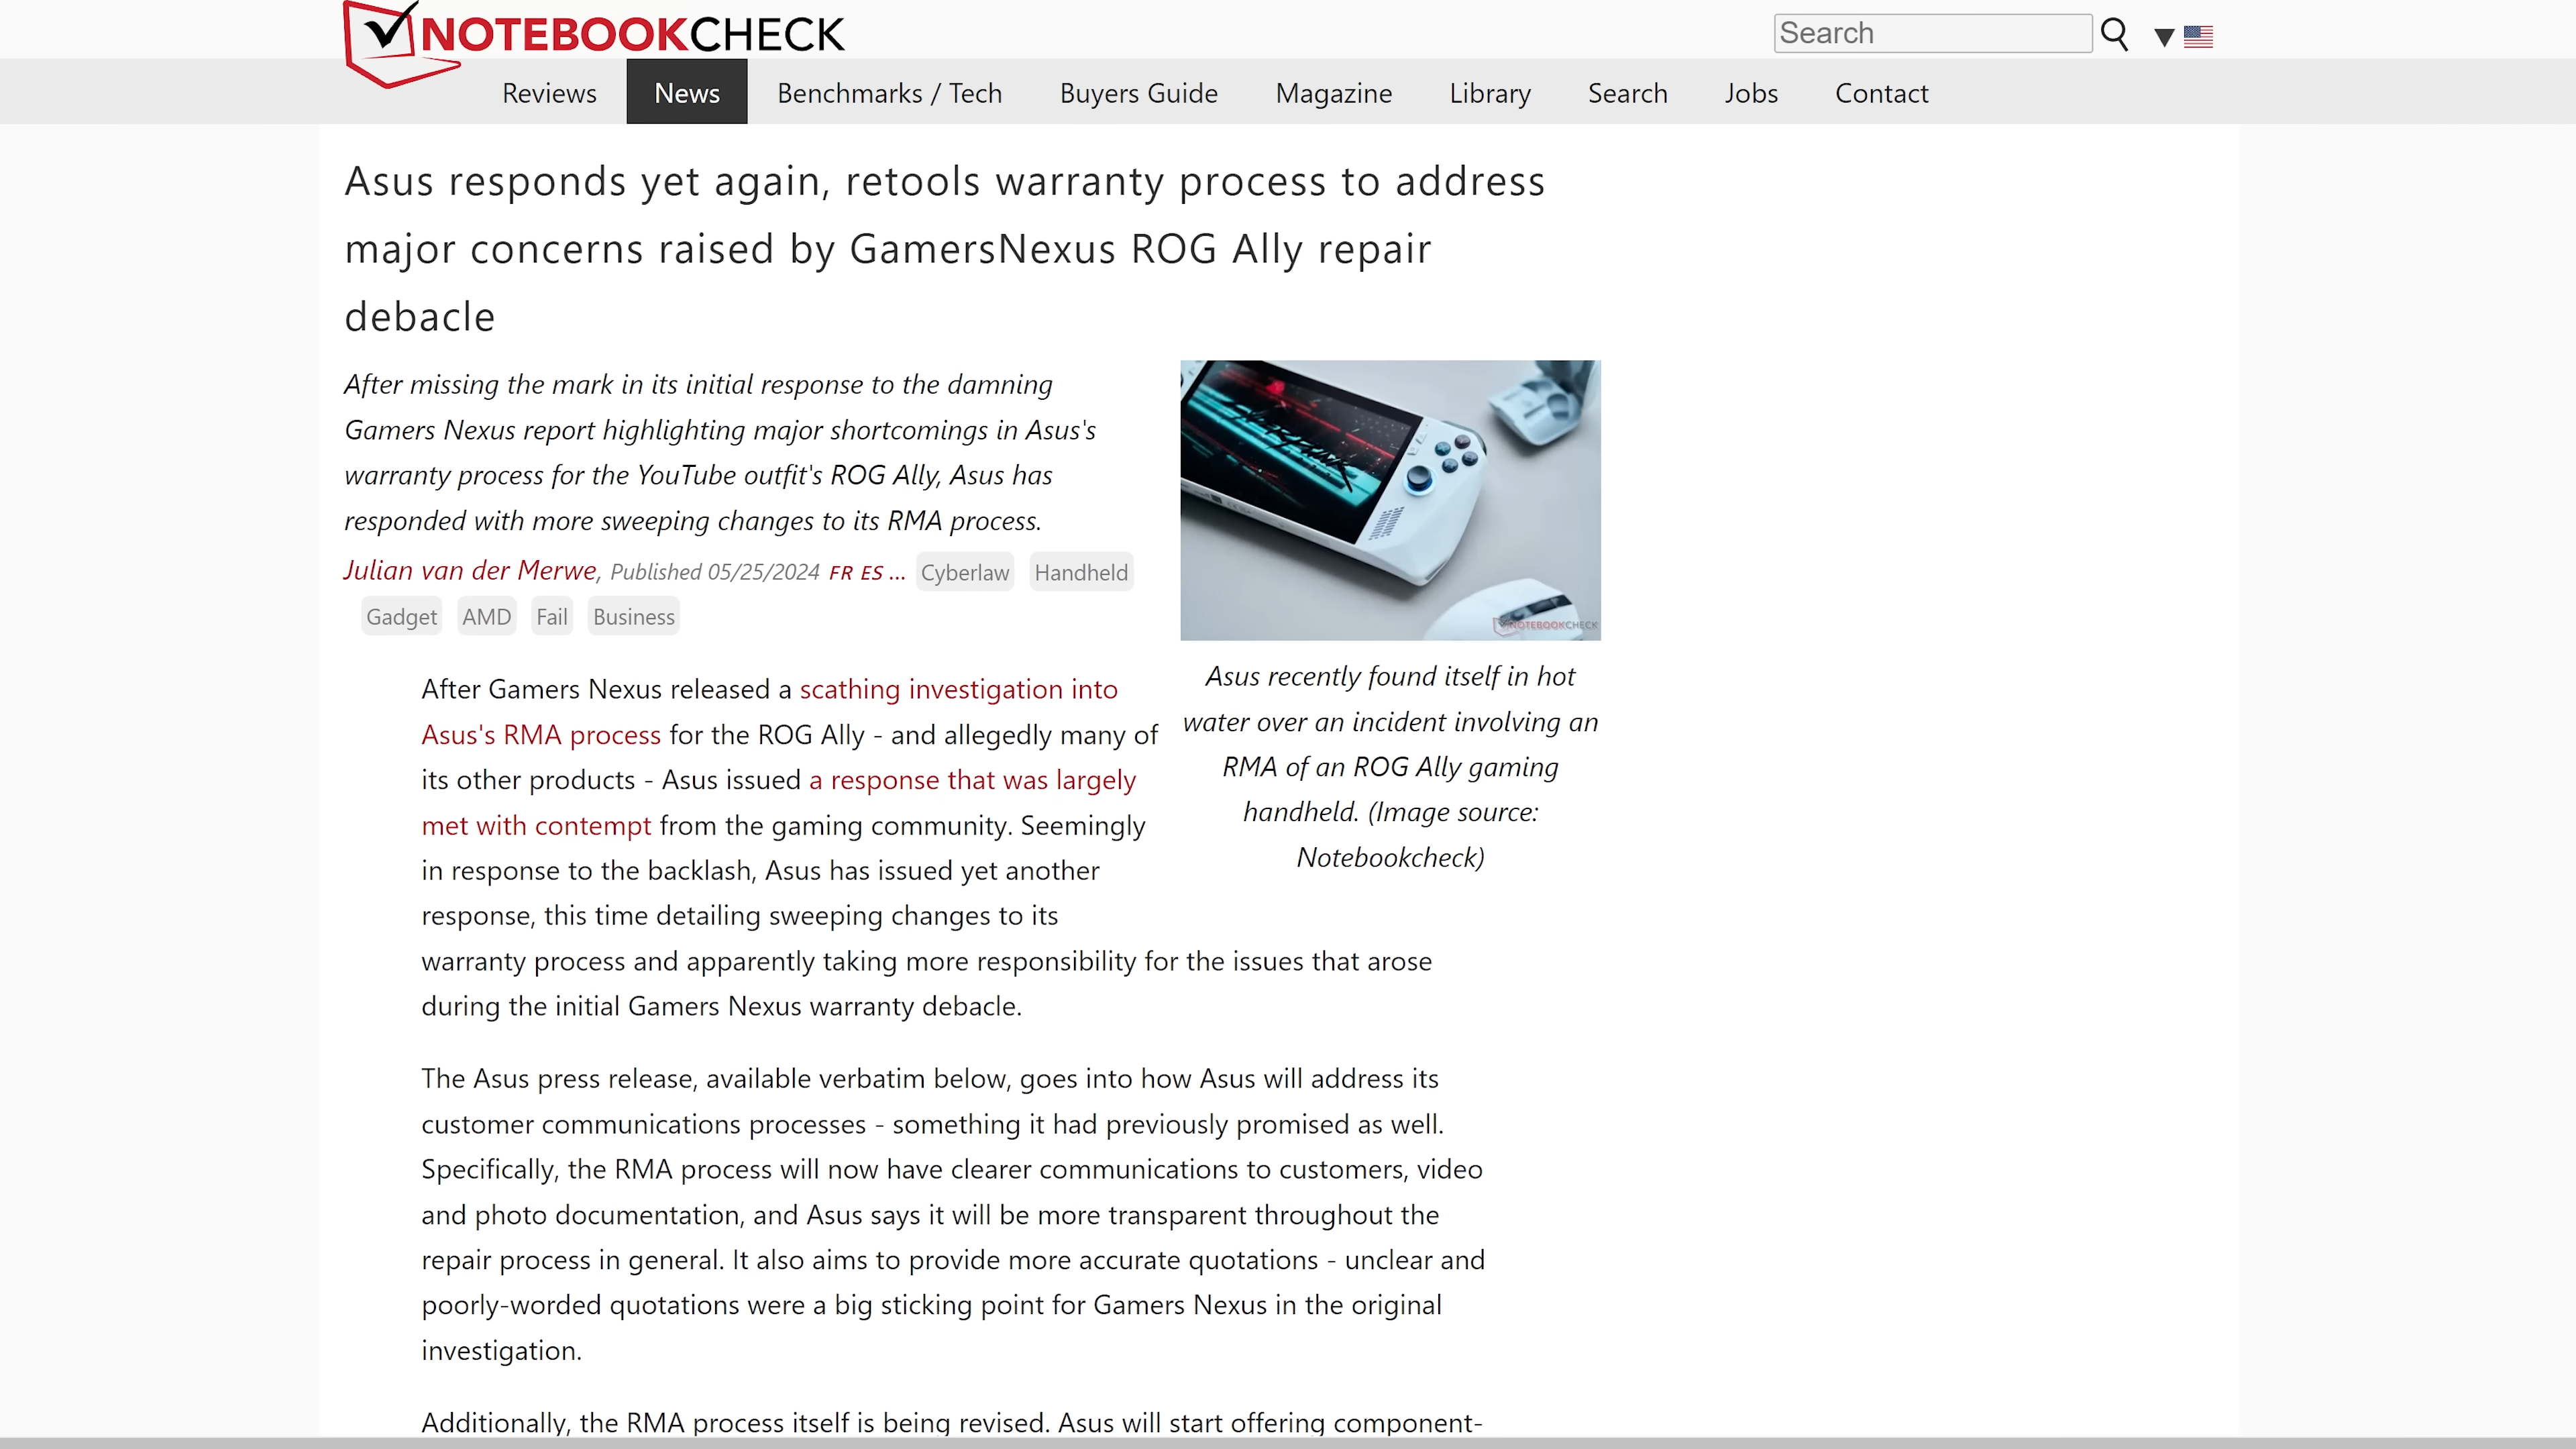 NOTEBOOKCHECK
Search
Reviews News Benchmarks / Tech Buyers Guide Magazine Library Search Jobs Contact
Asus responds yet again, retools warranty process to address
major concerns raised by GamersNexus ROG Ally repair
debacle
After missing the mark in its initial response to the damning
Gamers Nexus report highlighting major shortcomings in Asus's
warranty process for the YouTube outfit's ROG Ally, Asus has
responded with more sweeping changes to its RMA process.
Julian van der Merwe, Published 05/25/2024 FR ES ... Cyberlaw Handheld
Gadget AMD Fail Business
NOTEBOOKCHECK
Asus recently found itself in hot
water over an incident involving an
RMA of an ROG Ally gaming
handheld. (Image source:
Notebookcheck)
After Gamers Nexus released a scathing investigation into
Asus's RMA process for the ROG Ally - and allegedly many of
its other products - Asus issued a response that was largely
met with contempt from the gaming community. Seemingly
in response to the backlash, Asus has issued yet another
response, this time detailing sweeping changes to its
warranty process and apparently taking more responsibility for the issues that arose
during the initial Gamers Nexus warranty debacle.
The Asus press release, available verbatim below, goes into how Asus will address its
customer communications processes - something it had previously promised as well.
Specifically, the RMA process will now have clearer communications to customers, video
and photo documentation, and Asus says it will be more transparent throughout the
repair process in general. It also aims to provide more accurate quotations - unclear and
poorly-worded quotations were a big sticking point for Gamers Nexus in the original
investigation.
Additionally, the RMA process itself is being revised. Asus will start offering component-